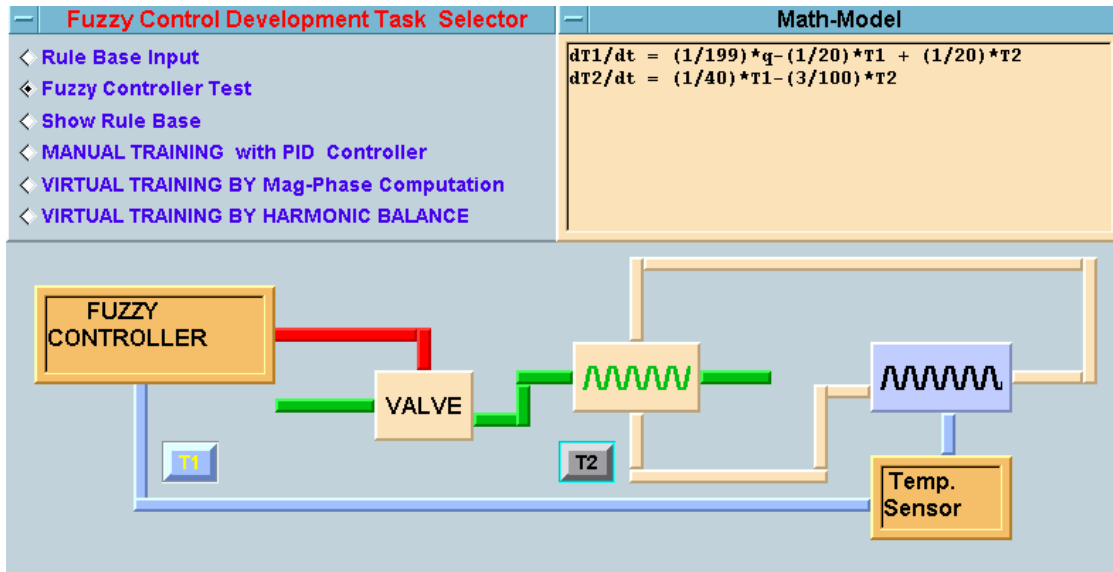 Fuzzy Control Development Task Selector
Rule Base Input
Fuzzy Controller Test
Show Rule Base
MANUAL TRAINING with PID Controller
VIRTUAL TRAINING BY Mag-Phase Computation
VIRTUAL TRAINING BY HARMONIC BALANCE
Math-Model
dT1/dt = (1/199)*q-(1/20)*T1 + (1/20)*T2
dT2/dt = (1/40)*T1-(3/100)*T2
FUZZY
CONTROLLER
VALVE
T1
T2
Temp.
Sensor